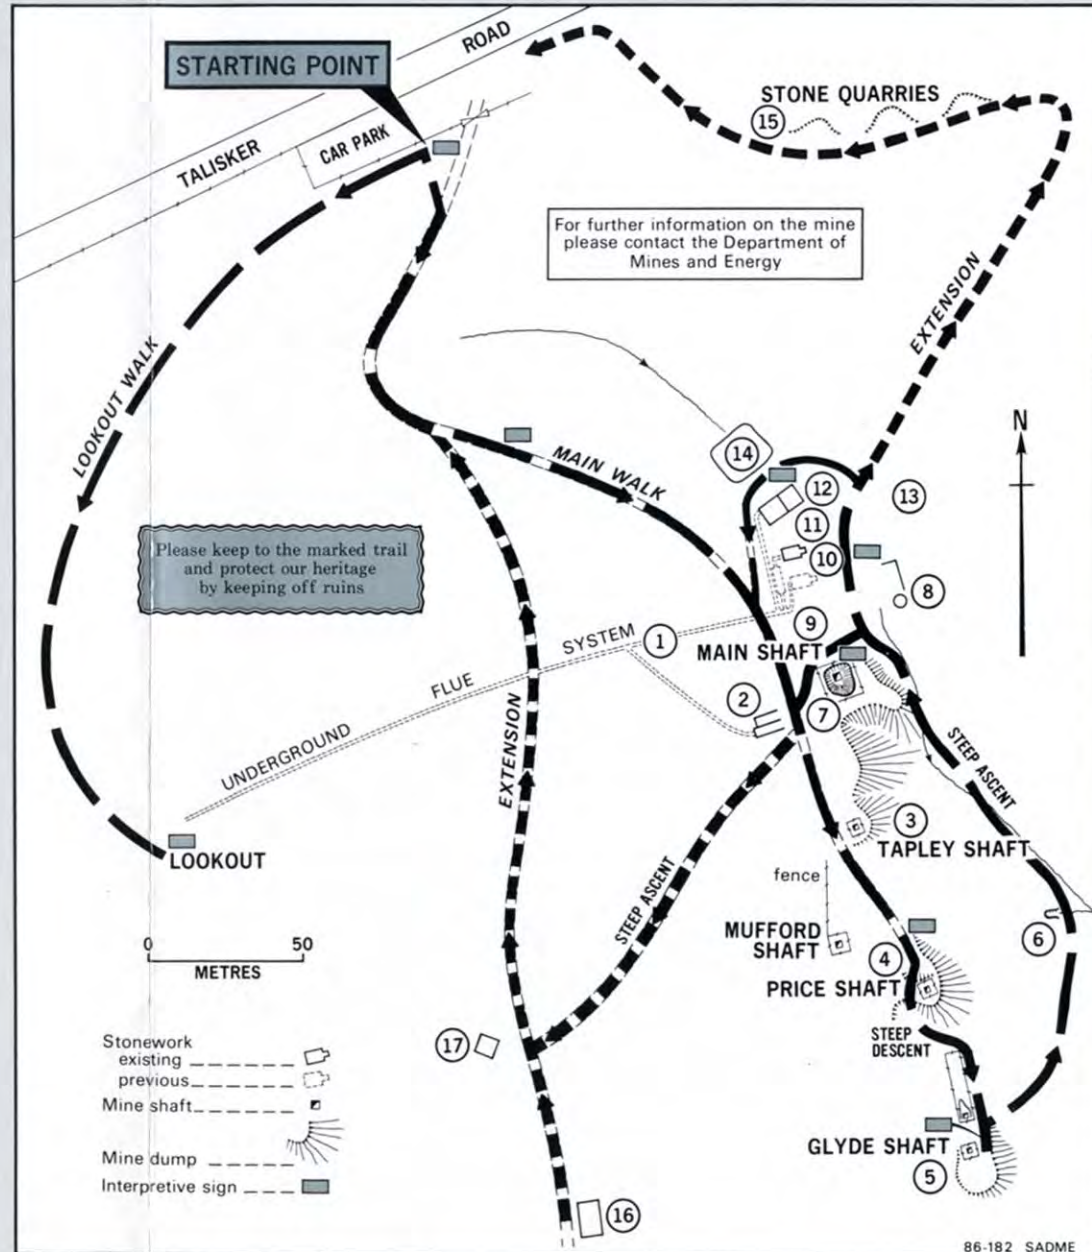 ROAD
STARTING POINT
STONE QUARRIES
15
CAR PARK
TALISKER
For further information on the mine
please contact the Department of
Mines and Energy
EXTENSION
LOOKOUT WALK
N
14
MAIN WALK
12
13
11
Please keep to the marked trail
and protect our heritage
by keeping off ruins
10
8
9
SYSTEM
1
MAIN SHAFT
FLUE
2
7
UNDERGROUND
EXTENSION
STEEP ASCENT
3
TAPLEY SHAFT
LOOKOUT
fence
STEEP ASCENT
MUFFORD
SHAFT
6
0 50
METRES
4
PRICE SHAFT
STEEP
DESCENT
17
Stonework
existing
previous
Mine shaft
Mine dump
Interpretive sign
GLYDE SHAFT
5
16
86-182 SADME